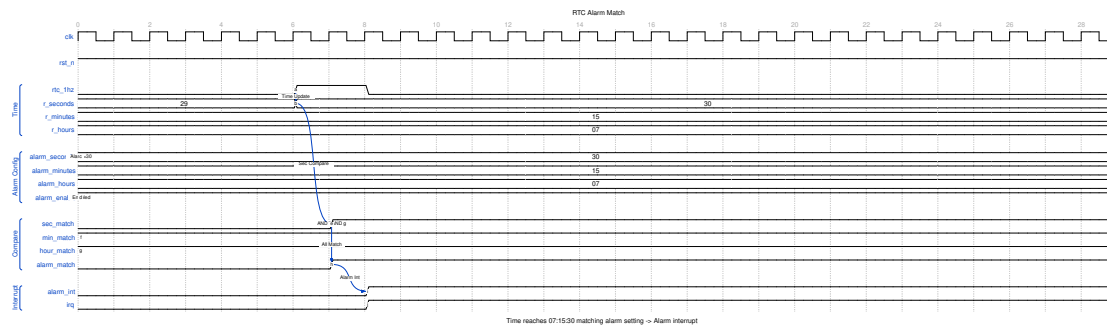 RTC Alarm Match
0 2 4 6 8 10 12 14 16 18 20 22 24 26 28
clk
rst_n
Time
rtc_1hz
Time Update
r_seconds 29 30
r_minutes 15
r_hours 07
Alarm Config
alarm_secon 30
alarm_minutes 15
Sec Compare
alarm_hours 07
alarm_enal
Compare
sec_match
min_match f
All Match
hour_match g
alarm_match
Alarm Int
Interrupt
alarm_int
irq
Time reaches 07:15:30 matching alarm setting -> Alarm interrupt